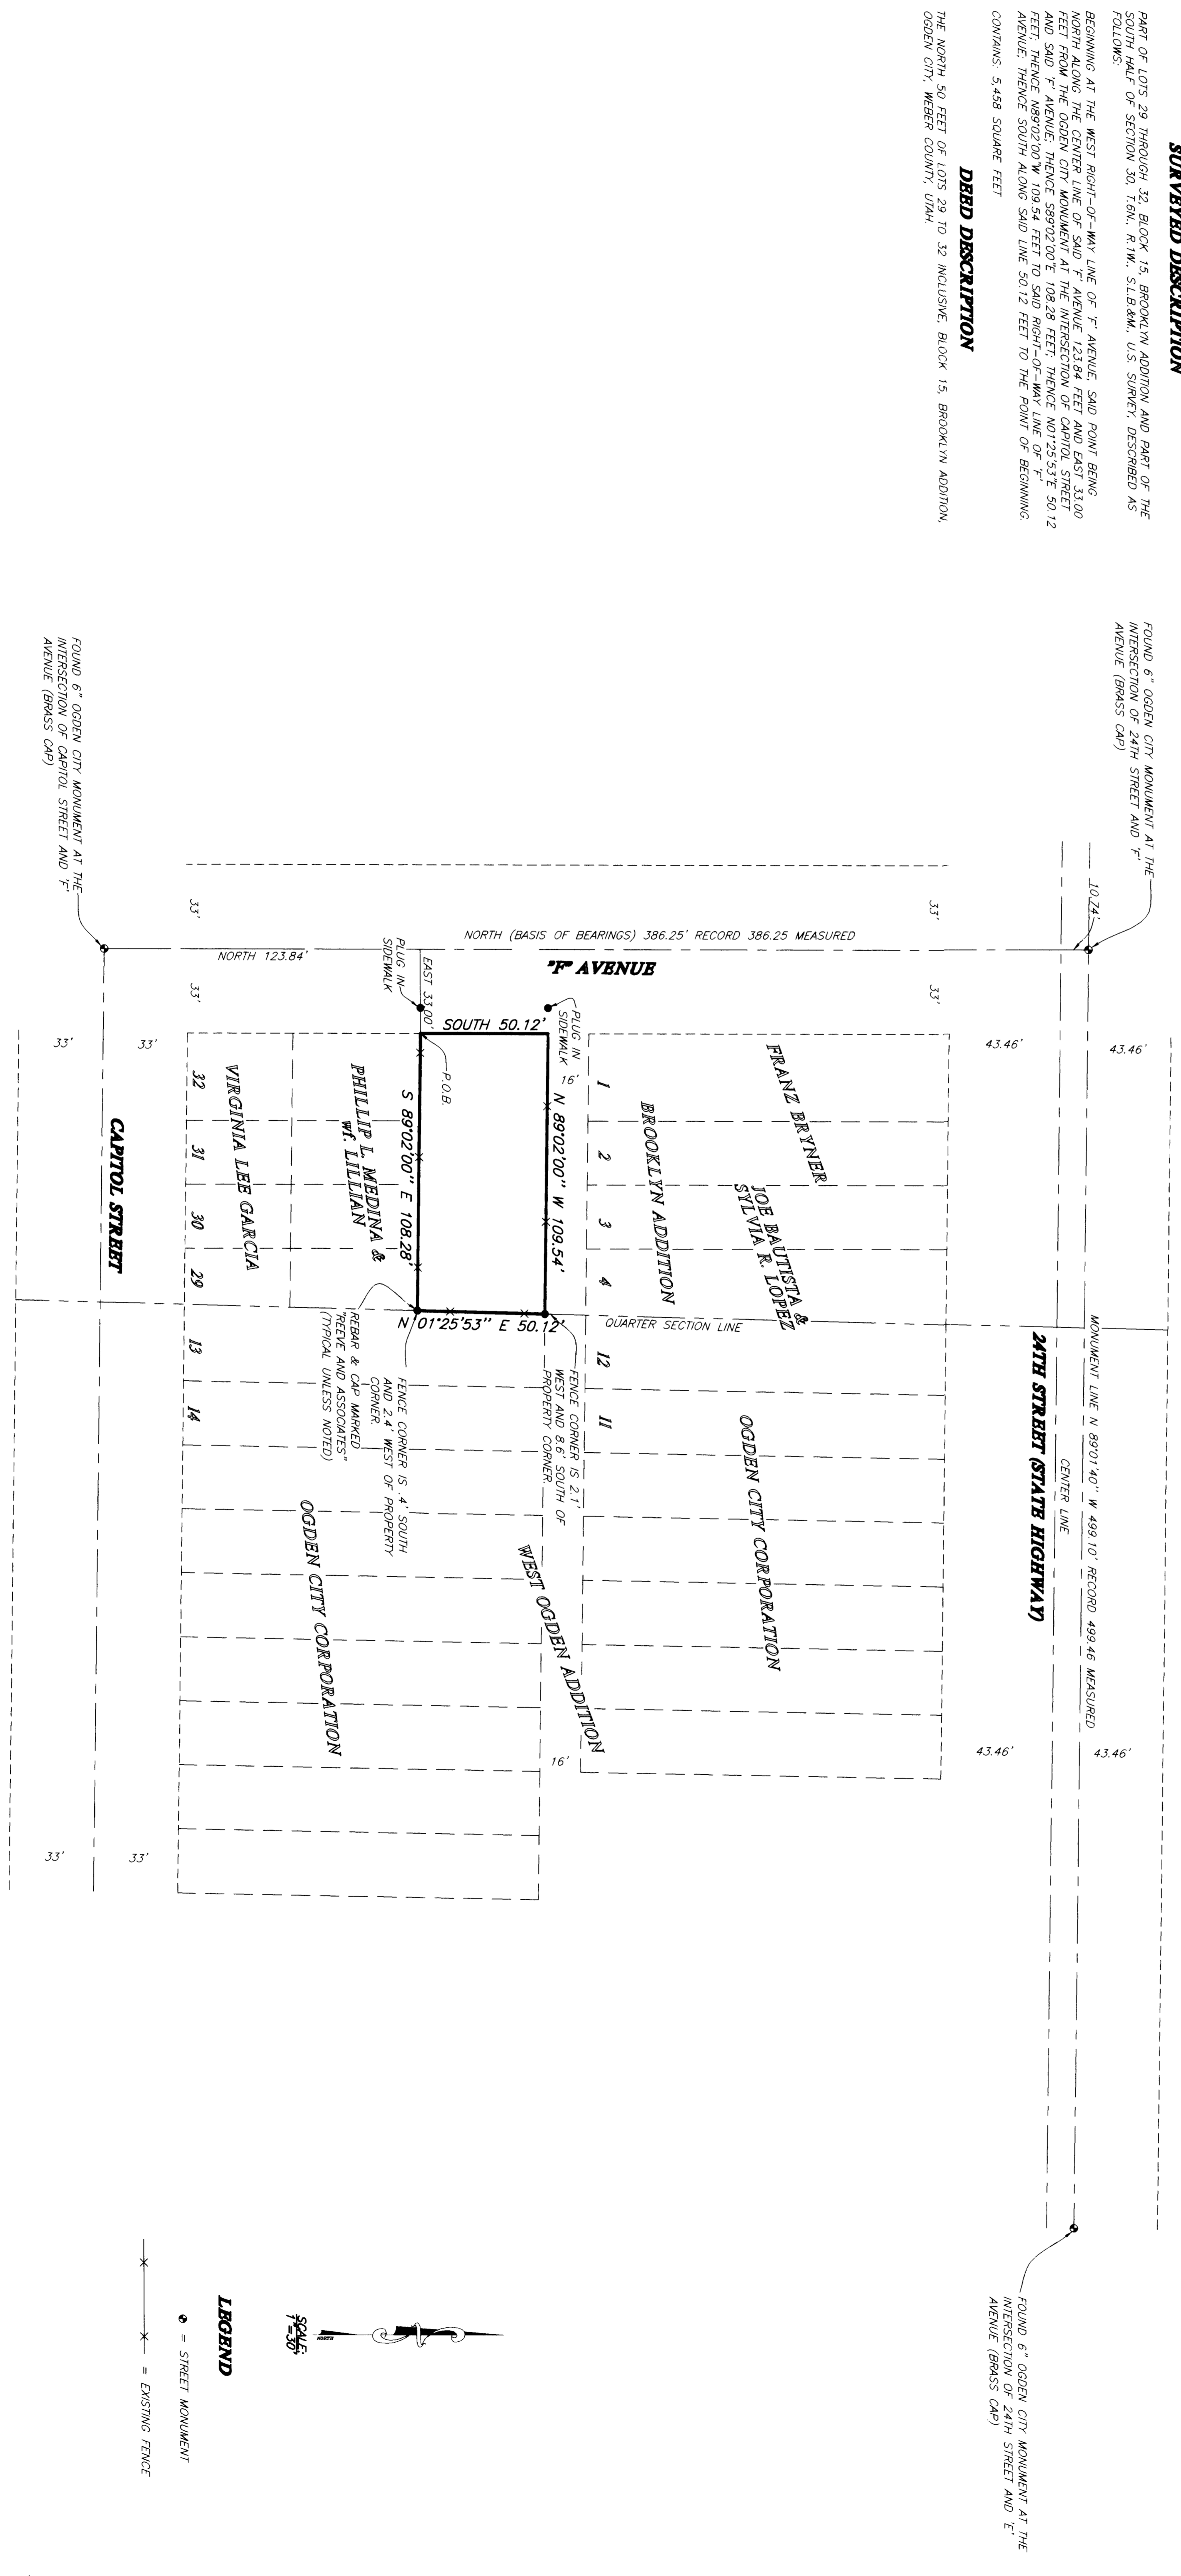 SURVEYED DESCRIPTION
PART OF LOTS 29 THROUGH 32, BLOCK 15, BROOKLYN ADDITION AND PART OF THE
SOUTH HALF OF SECTION 30, T.6N., R.1W., S.L.B.&M., U.S. SURVEY, DESCRIBED AS
FOLLOWS:
BEGINNING AT THE WEST RIGHT-OF-WAY LINE OF 'F' AVENUE, SAID POINT BEING
NORTH ALONG THE CENTER LINE OF SAID 'F' AVENUE 123.84 FEET AND EAST 33.00
FEET FROM THE OGDEN CITY MONUMENT AT THE INTERSECTION OF CAPITOL STREET
AND SAID 'F' AVENUE; THENCE S89°02'00"E 108.28 FEET; THENCE N01°25'53"E 50.12
FEET; THENCE N89°02'00"W 109.54 FEET TO SAID RIGHT-OF-WAY LINE OF 'F'
AVENUE; THENCE SOUTH ALONG SAID LINE 50.12 FEET TO THE POINT OF BEGINNING.
CONTAINS: 5,458 SQUARE FEET
DEED DESCRIPTION
THE NORTH 50 FEET OF LOTS 29 TO 32 INCLUSIVE, BLOCK 15, BROOKLYN ADDITION,
OGDEN CITY, WEBER COUNTY, UTAH.
FOUND 6" OGDEN CITY MONUMENT AT THE
INTERSECTION OF 24TH STREET AND 'F'
AVENUE (BRASS CAP)
FOUND 6" OGDEN CITY MONUMENT AT THE
INTERSECTION OF CAPITOL STREET AND 'F'
AVENUE (BRASS CAP)
10.74'
33'
33'
NORTH (BASIS OF BEARINGS) 386.25' RECORD 386.25 MEASURED
NORTH 123.84'
"F" AVENUE
PLUG IN
SIDEWALK
EAST 33.00'
33'
33'
PLUG IN
SIDEWALK
SOUTH 50.12'
P.O.B.
16'
43.46'
43.46'
33'
33'
FRANZ BRYNER
BROOKLYN ADDITION
JOE BAUTISTA &
SYLVIA R. LOPEZ
1
2
3
4
N 89°02'00" W 109.54'
S 89°02'00" E 108.28'
PHILLIP L. MEDINA &
wf. LILLIAN
VIRGINIA LEE GARCIA
32
31
30
29
CAPITOL STREET
N 01°25'53" E 50.12'
QUARTER SECTION LINE
12
11
13
14
FENCE CORNER IS 2.1'
WEST AND 8.6' SOUTH OF
PROPERTY CORNER.
FENCE CORNER IS .4' SOUTH
AND 2.4' WEST OF PROPERTY
CORNER.
REBAR & CAP MARKED
"REEVE AND ASSOCIATES"
(TYPICAL UNLESS NOTED)
MONUMENT LINE N 89°01'40" W 499.10' RECORD 499.46 MEASURED
CENTER LINE
24TH STREET (STATE HIGHWAY)
OGDEN CITY CORPORATION
WEST OGDEN ADDITION
OGDEN CITY CORPORATION
16'
43.46'
43.46'
33'
33'
FOUND 6" OGDEN CITY MONUMENT AT THE
INTERSECTION OF 24TH STREET AND 'E'
AVENUE (BRASS CAP)
NORTH
SCALE:
1"=30'
LEGEND
= STREET MONUMENT
= EXISTING FENCE